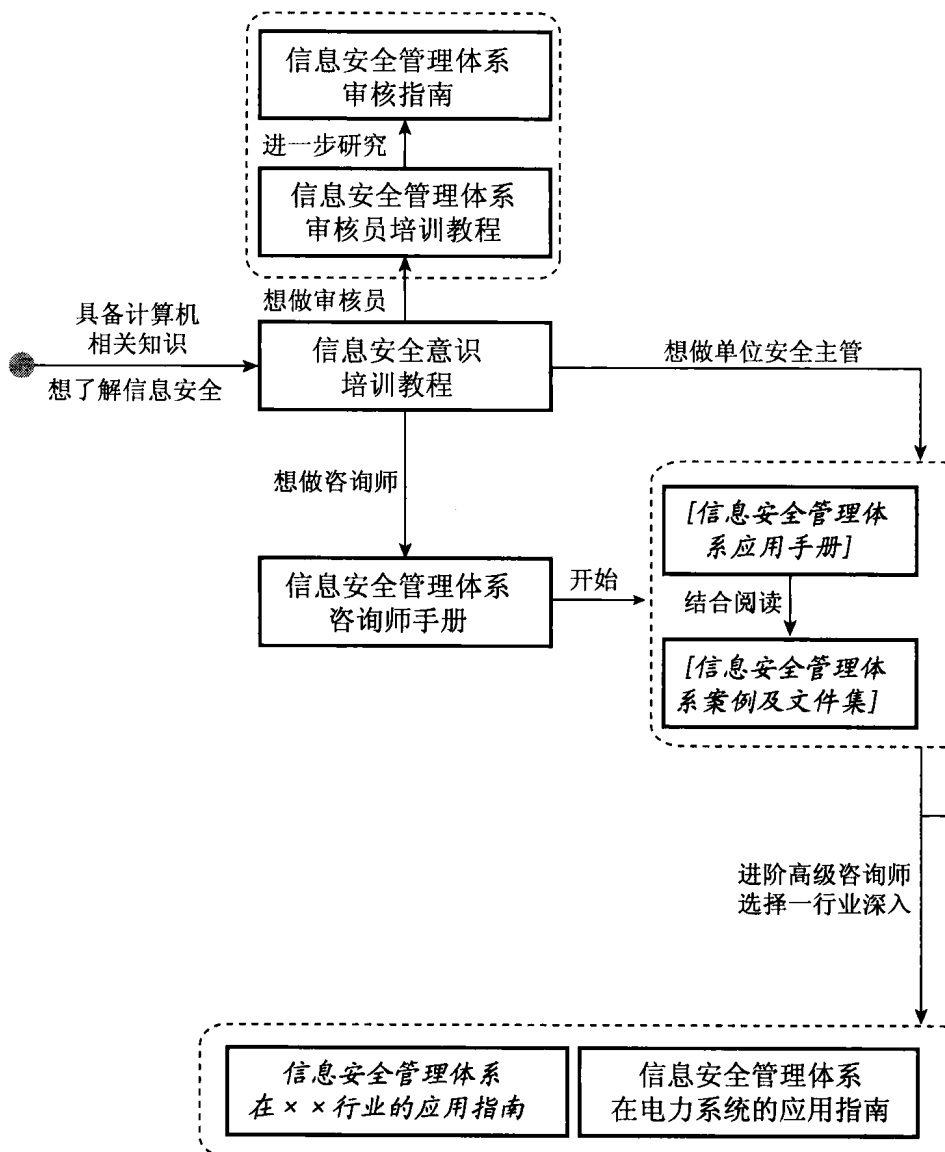 信息安全管理体系
审核指南
进一步研究
信息安全管理体系
审核员培训教程
想做审核员
具备计算机
相关知识
想了解信息安全
信息安全意识
培训教程
想做单位安全主管
想做咨询师
[信息安全管理体
系应用手册]
信息安全管理体系
咨询师手册
开始
结合阅读
[信息安全管理体
系案例及文件集]
进阶高级咨询师
选择一行业深入
信息安全管理体系
在××行业的应用指南
信息安全管理体系
在电力系统的应用指南